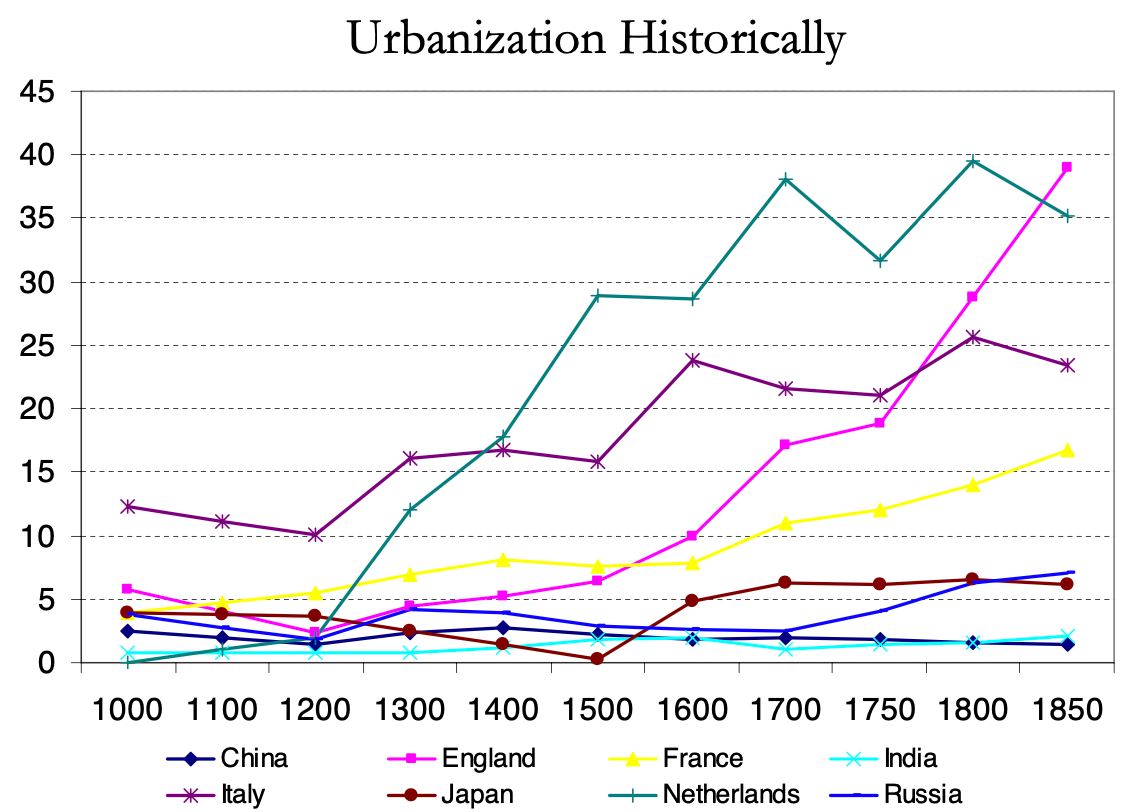 Urbanization Historically
45
40
35
30
25
20
15
10
5
0
1000 1100 1200 1300 1400 1500 1600 1700 1750 1800 1850
China England France India
Italy Japan Netherlands Russia